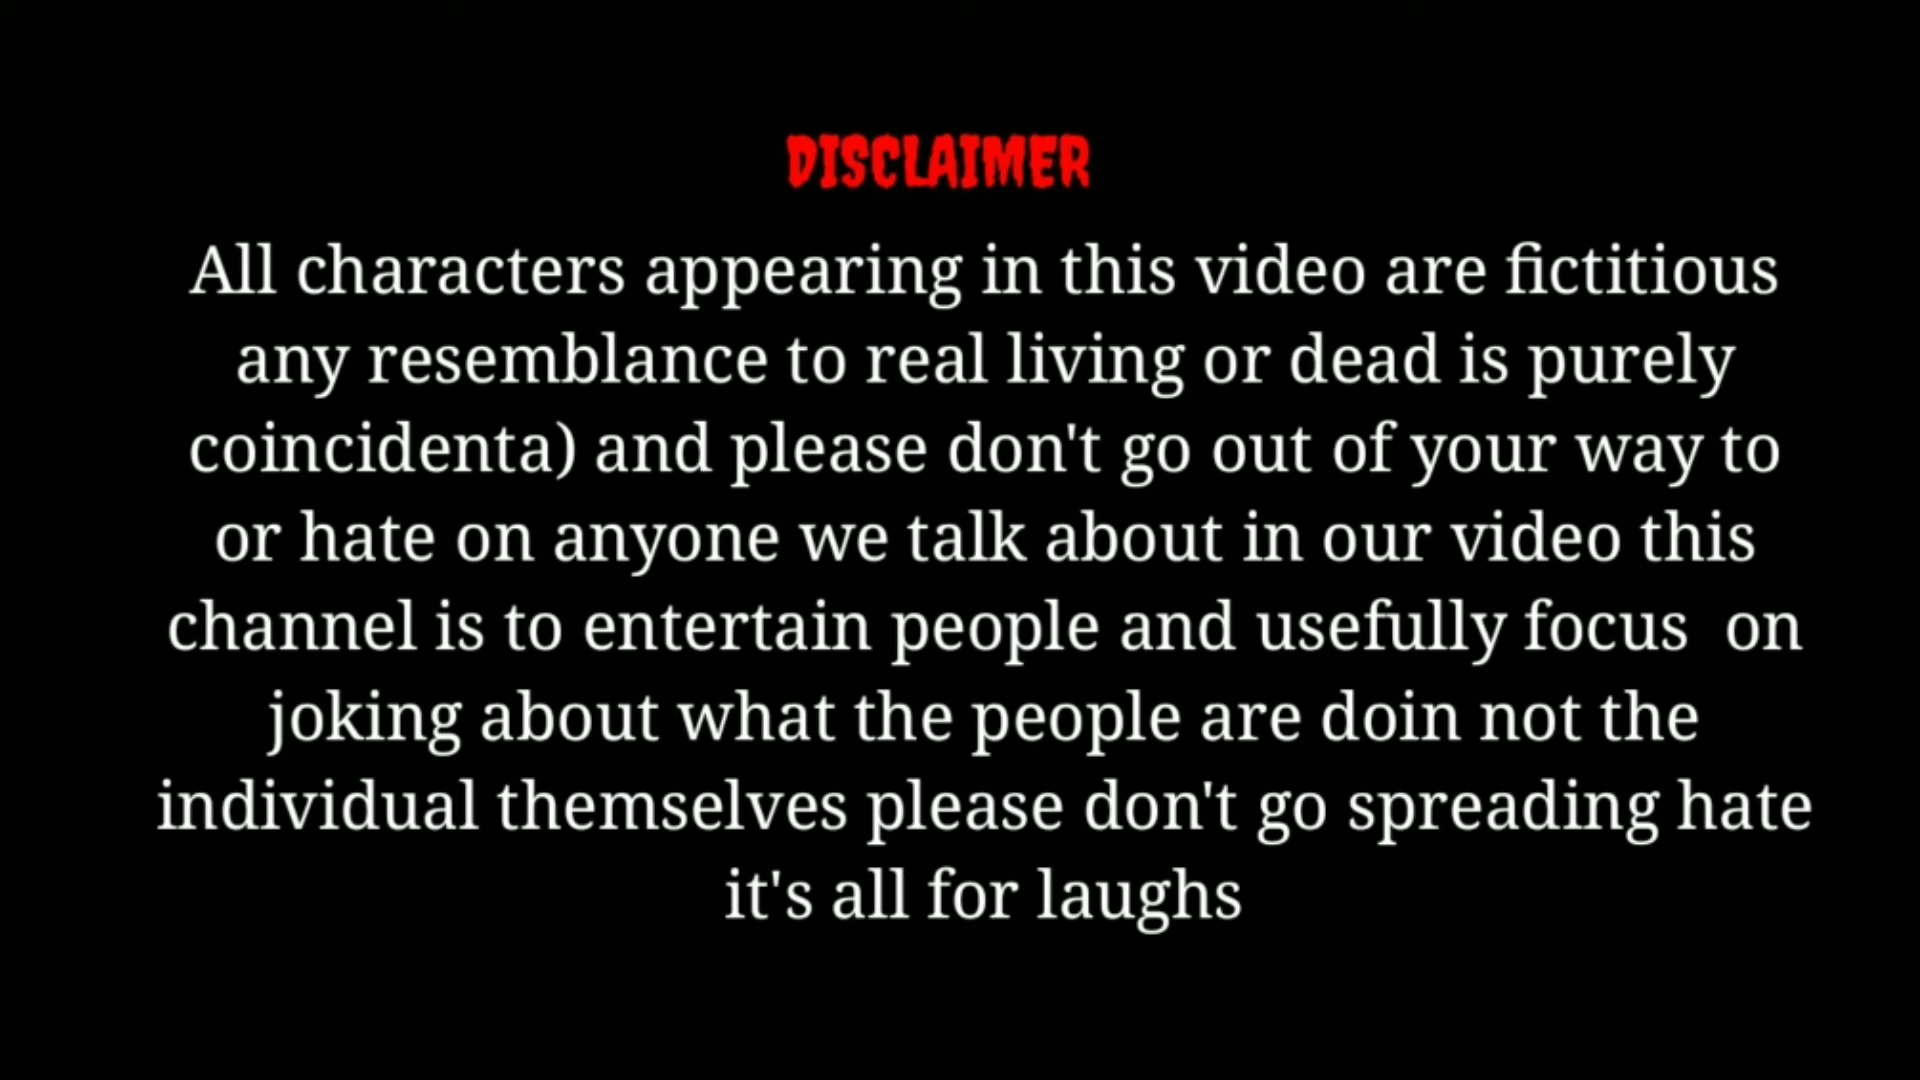 DISCLAIMER
All characters appearing in this video are fictitious
any resemblance to real living or dead is purely
coincidenta) and please don't go out of your way to
or hate on anyone we talk about in our video this
channel is to entertain people and usefully focus  on
joking about what the people are doin not the
individual themselves please don't go spreading hate
it's all for laughs